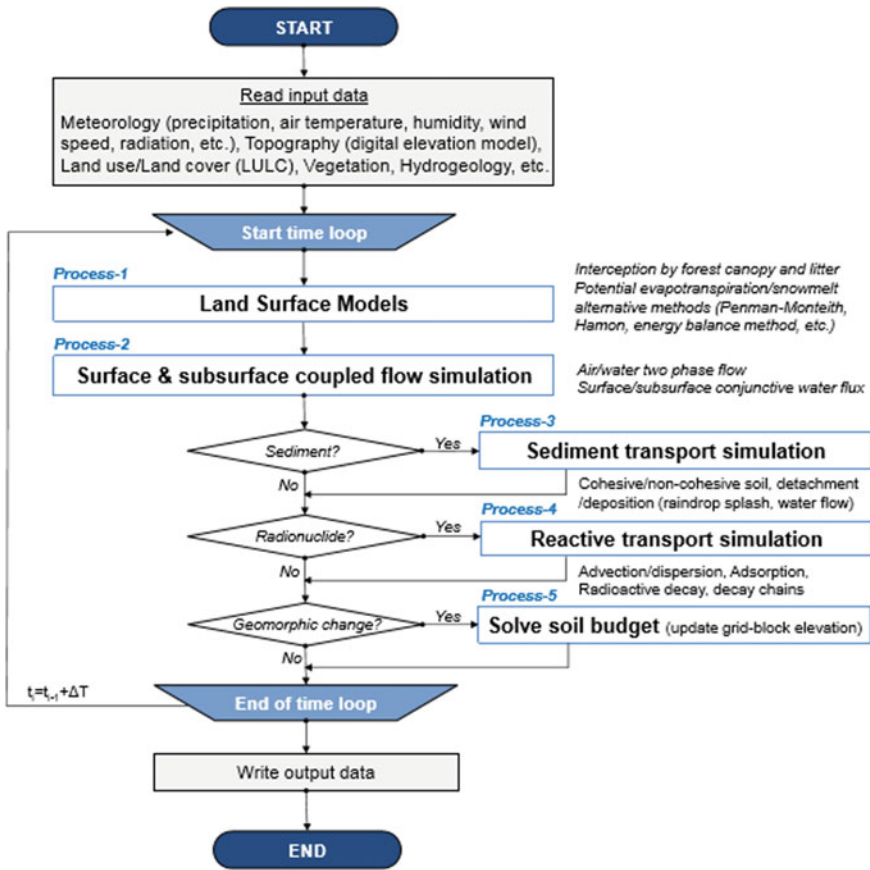 START
Read input data
Meteorology (precipitation, air temperature, humidity, wind
speed, radiation, etc.), Topography (digital elevation model),
Land use/Land cover (LULC), Vegetation, Hydrogeology, etc.
Start time loop
Process-1
Land Surface Models
Interception by forest canopy and litter
Potential evapotranspiration/snowmelt
alternative methods (Penman-Monteith,
Hamon, energy balance method, etc.)
Process-2
Surface & subsurface coupled flow simulation
Air/water two phase flow
Surface/subsurface conjunctive water flux
Sediment?
Yes
No
Process-3
Sediment transport simulation
Cohesive/non-cohesive soil, detachment
/deposition (raindrop splash, water flow)
Radionuclide?
Yes
No
Process-4
Reactive transport simulation
Advection/dispersion, Adsorption,
Radioactive decay, decay chains
Geomorphic change?
Yes
No
Process-5
Solve soil budget (update grid-block elevation)
tᵢ=tᵢ₋₁+ΔT
End of time loop
Write output data
END